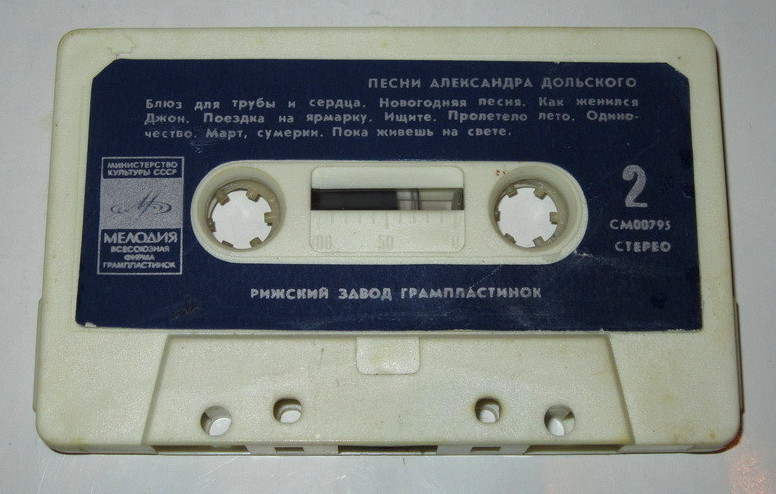 ПЕСНИ АЛЕКСАНДРА ДОЛЬСКОГО
Блюз для трубы и сердца. Новогодняя песня. Как женился
Джон. Поездка на ярмарку. Ищите. Пролетело лето. Одино-
чество. Март, сумерки. Пока живешь на свете.
МИНИСТЕРСТВО
КУЛЬТУРЫ СССР
МЕЛОДИЯ
ВСЕСОЮЗНАЯ
ФИРМА
ГРАМПЛАСТИНОК
100 50 0
2
СМ00795
СТЕРЕО
РИЖСКИЙ ЗАВОД ГРАМПЛАСТИНОК